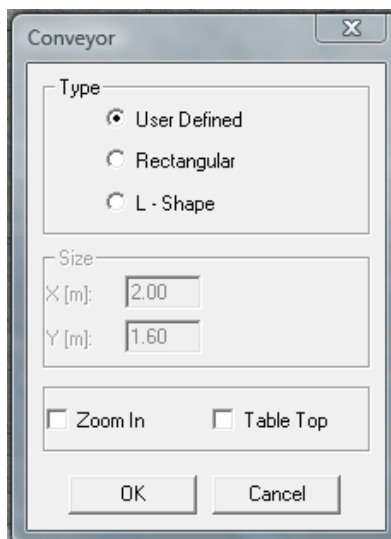 Conveyor
Type
User Defined
Rectangular
L - Shape
Size
X [m]: 2.00
Y [m]: 1.60
Zoom In Table Top
OK Cancel